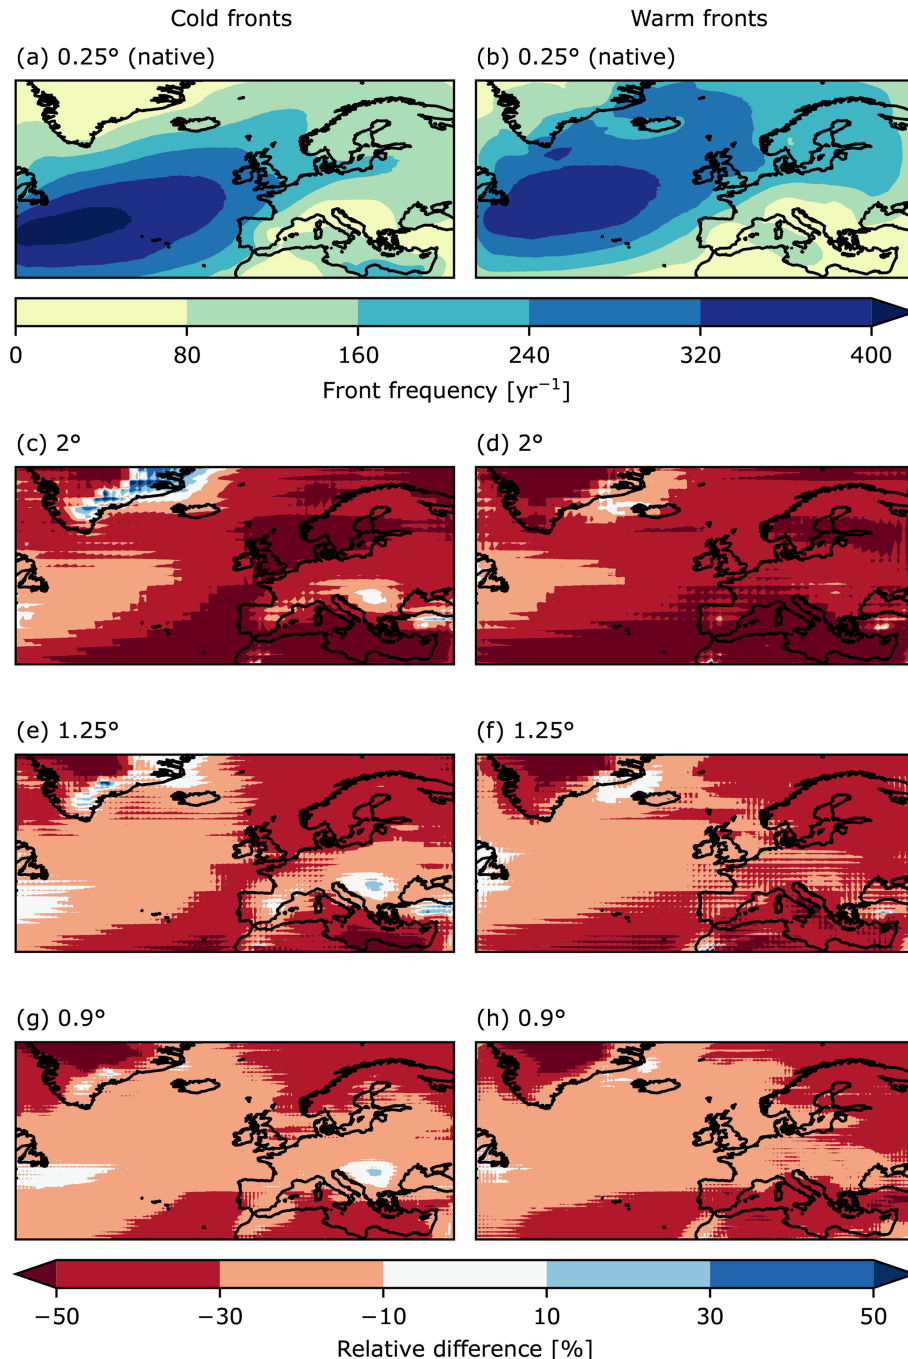 Cold fronts
Warm fronts
(a) 0.25° (native)
(b) 0.25° (native)
0 80 160 240 320 400
Front frequency [yr⁻¹]
(c) 2°
(d) 2°
(e) 1.25°
(f) 1.25°
(g) 0.9°
(h) 0.9°
−50 −30 −10 10 30 50
Relative difference [%]